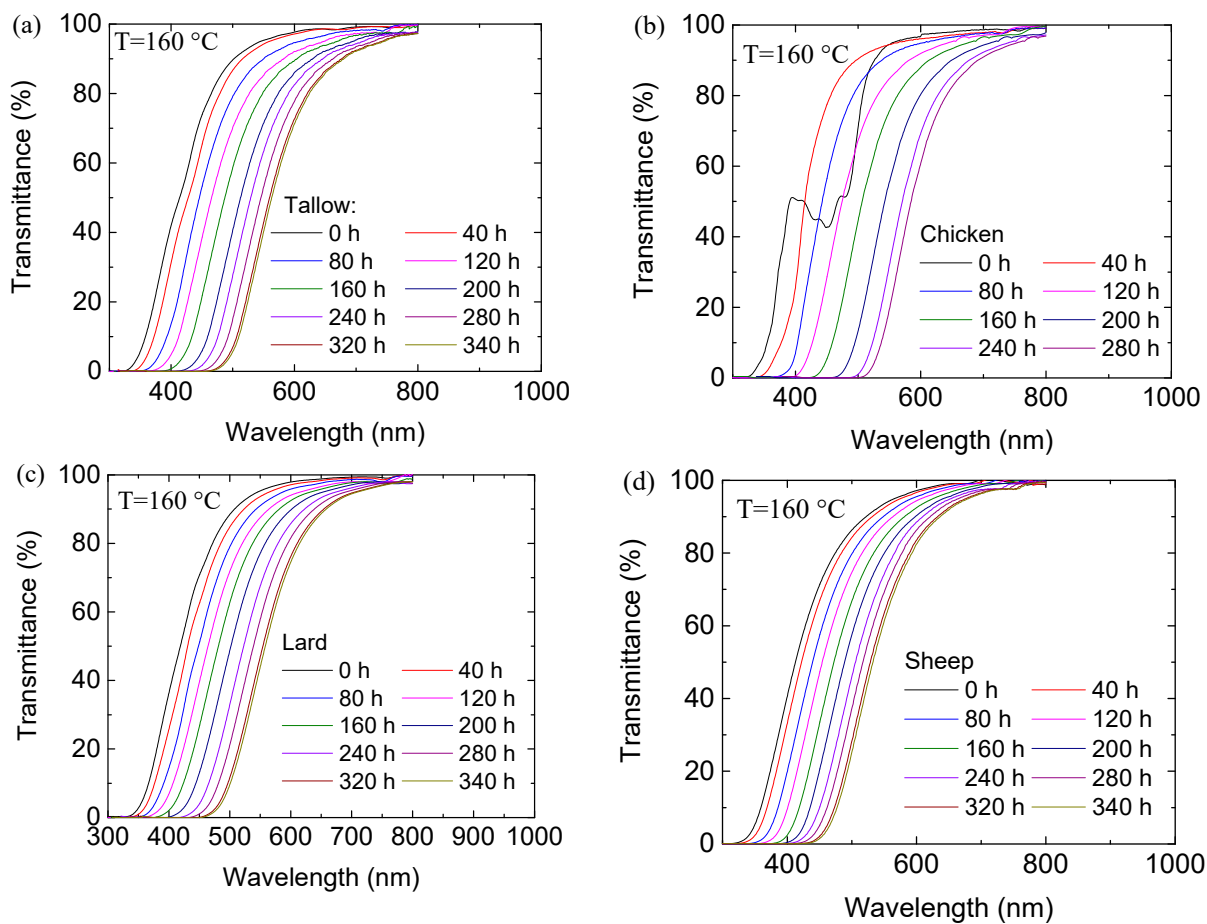 (a)
T=160 °C
Transmittance (%)
100
80
60
40
20
0
Tallow:
0 h 40 h
80 h 120 h
160 h 200 h
240 h 280 h
320 h 340 h
300 400 500 600 700 800 900 1000
Wavelength (nm)
(b)
T=160 °C
Transmittance (%)
100
80
60
40
20
0
Chicken
0 h 40 h
80 h 120 h
160 h 200 h
240 h 280 h
400 600 800 1000
Wavelength (nm)
(c)
T=160 °C
Transmittance (%)
100
80
60
40
20
0
Lard
0 h 40 h
80 h 120 h
160 h 200 h
240 h 280 h
320 h 340 h
300 400 500 600 700 800 900 1000
Wavelength (nm)
(d)
T=160 °C
Transmittance (%)
100
80
60
40
20
0
Sheep
0 h 40 h
80 h 120 h
160 h 200 h
240 h 280 h
320 h 340 h
400 600 800 1000
Wavelength (nm)